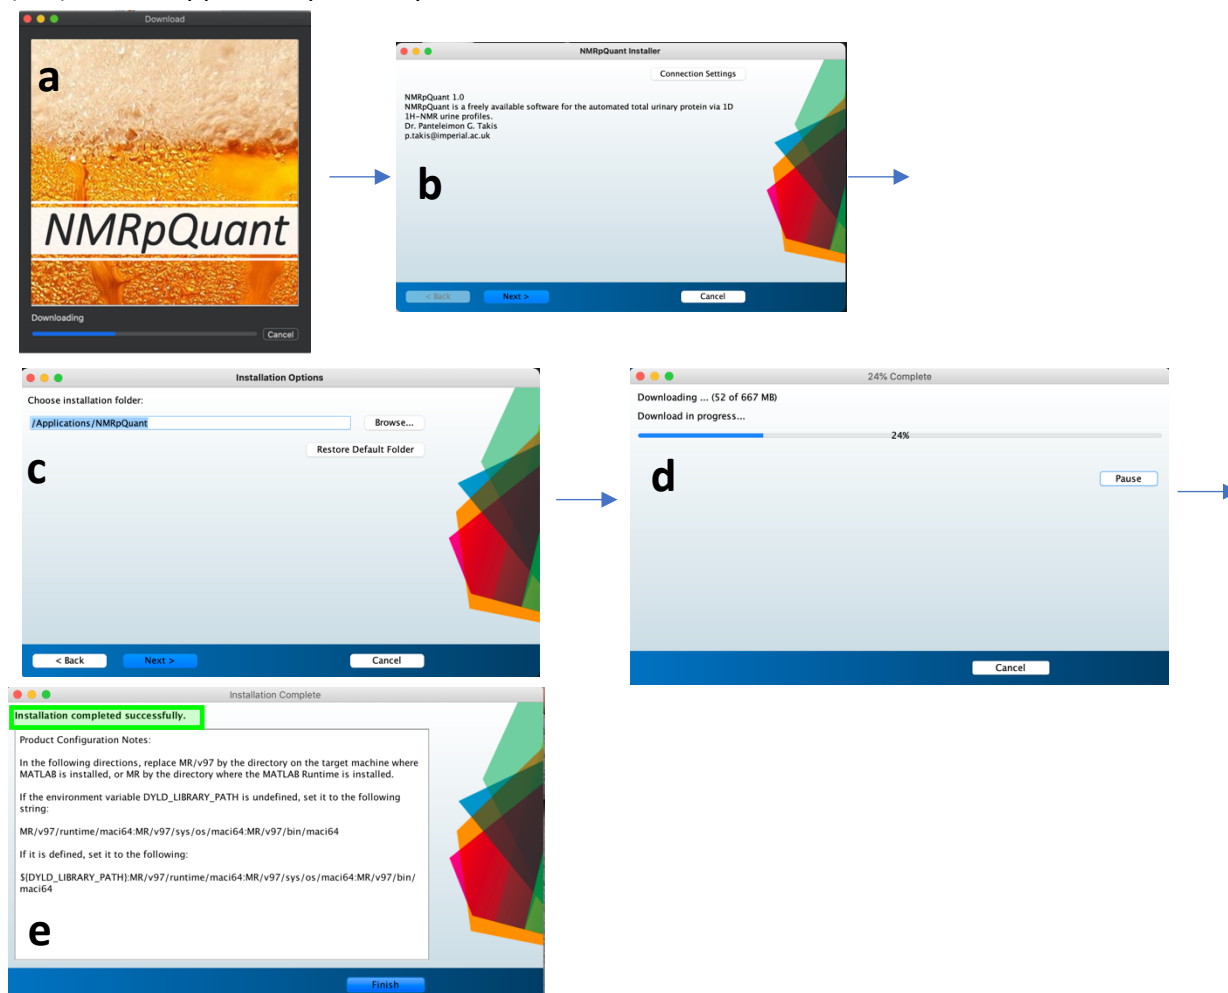 Download
a
NMRpQuant
Downloading
Cancel
NMRpQuant Installer
Connection Settings
NMRpQuant 1.0
NMRpQuant is a freely available software for the automated total urinary protein via 1D
1H-NMR urine profiles.
Dr. Panteleimon G. Takis
p.takis@imperial.ac.uk
b
< Back
Next >
Cancel
Installation Options
Choose installation folder:
/Applications/NMRpQuant
Browse...
Restore Default Folder
c
< Back
Next >
Cancel
24% Complete
Downloading ... (52 of 667 MB)
Download in progress...
24%
d
Pause
Cancel
Installation Complete
Installation completed successfully.
Product Configuration Notes:
In the following directions, replace MR/v97 by the directory on the target machine where
MATLAB is installed, or MR by the directory where the MATLAB Runtime is installed.
If the environment variable DYLD_LIBRARY_PATH is undefined, set it to the following
string:
MR/v97/runtime/maci64:MR/v97/sys/os/maci64:MR/v97/bin/maci64
If it is defined, set it to the following:
${DYLD_LIBRARY_PATH}:MR/v97/runtime/maci64:MR/v97/sys/os/maci64:MR/v97/bin/
maci64
e
Finish